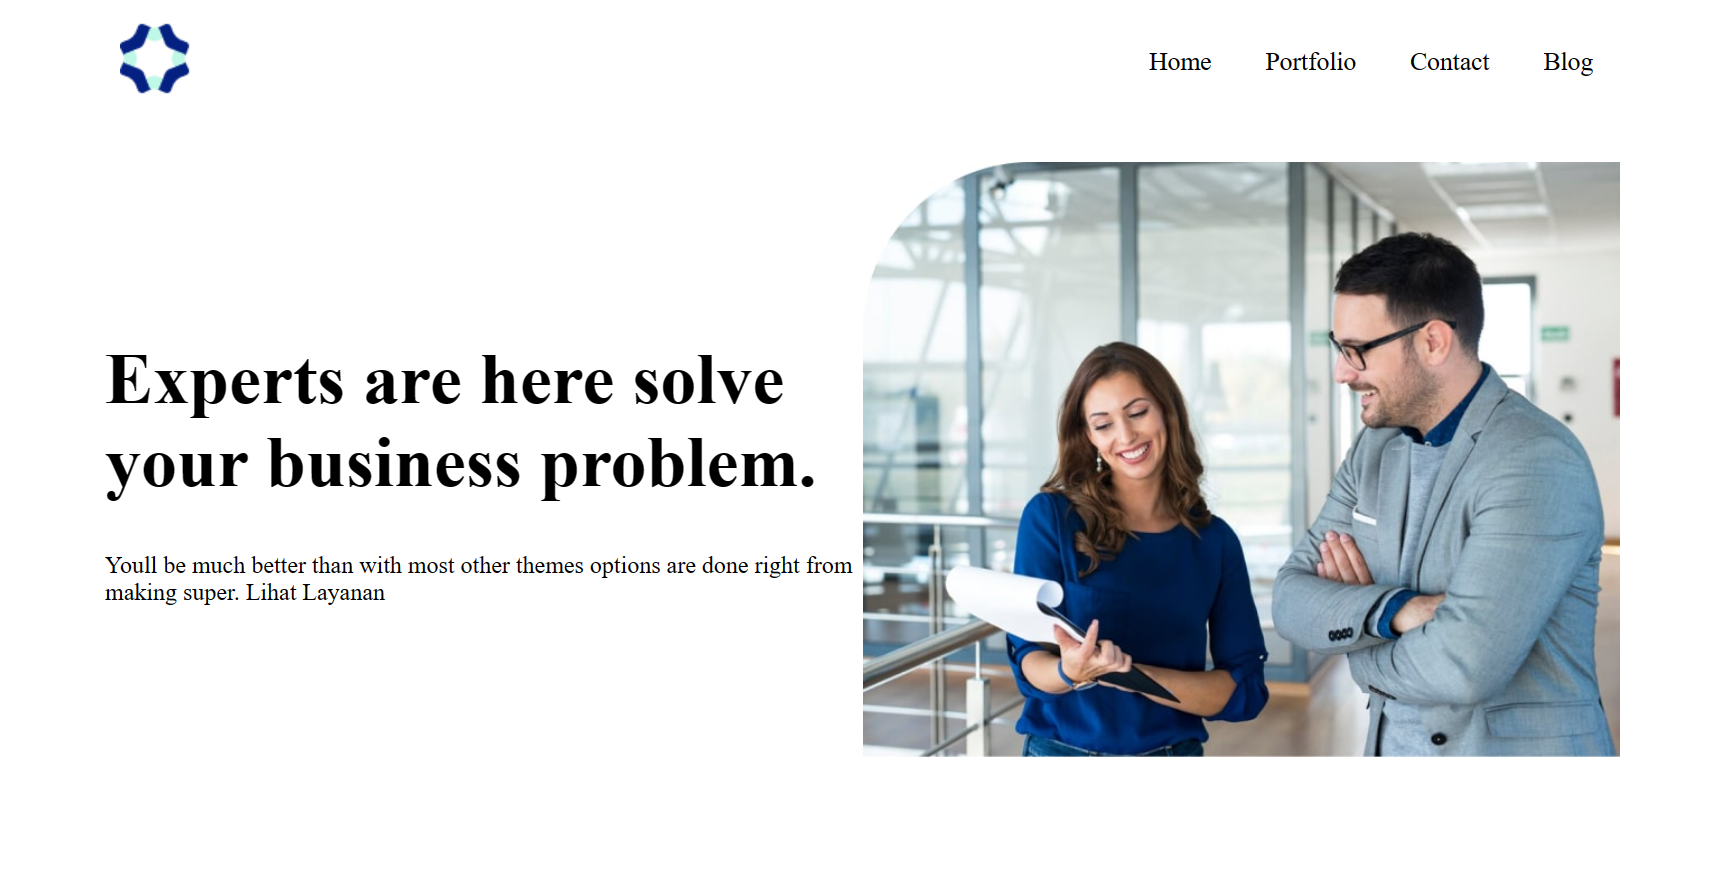 Home Portfolio Contact Blog
Experts are here solve
your business problem.
Youll be much better than with most other themes options are done right from
making super. Lihat Layanan